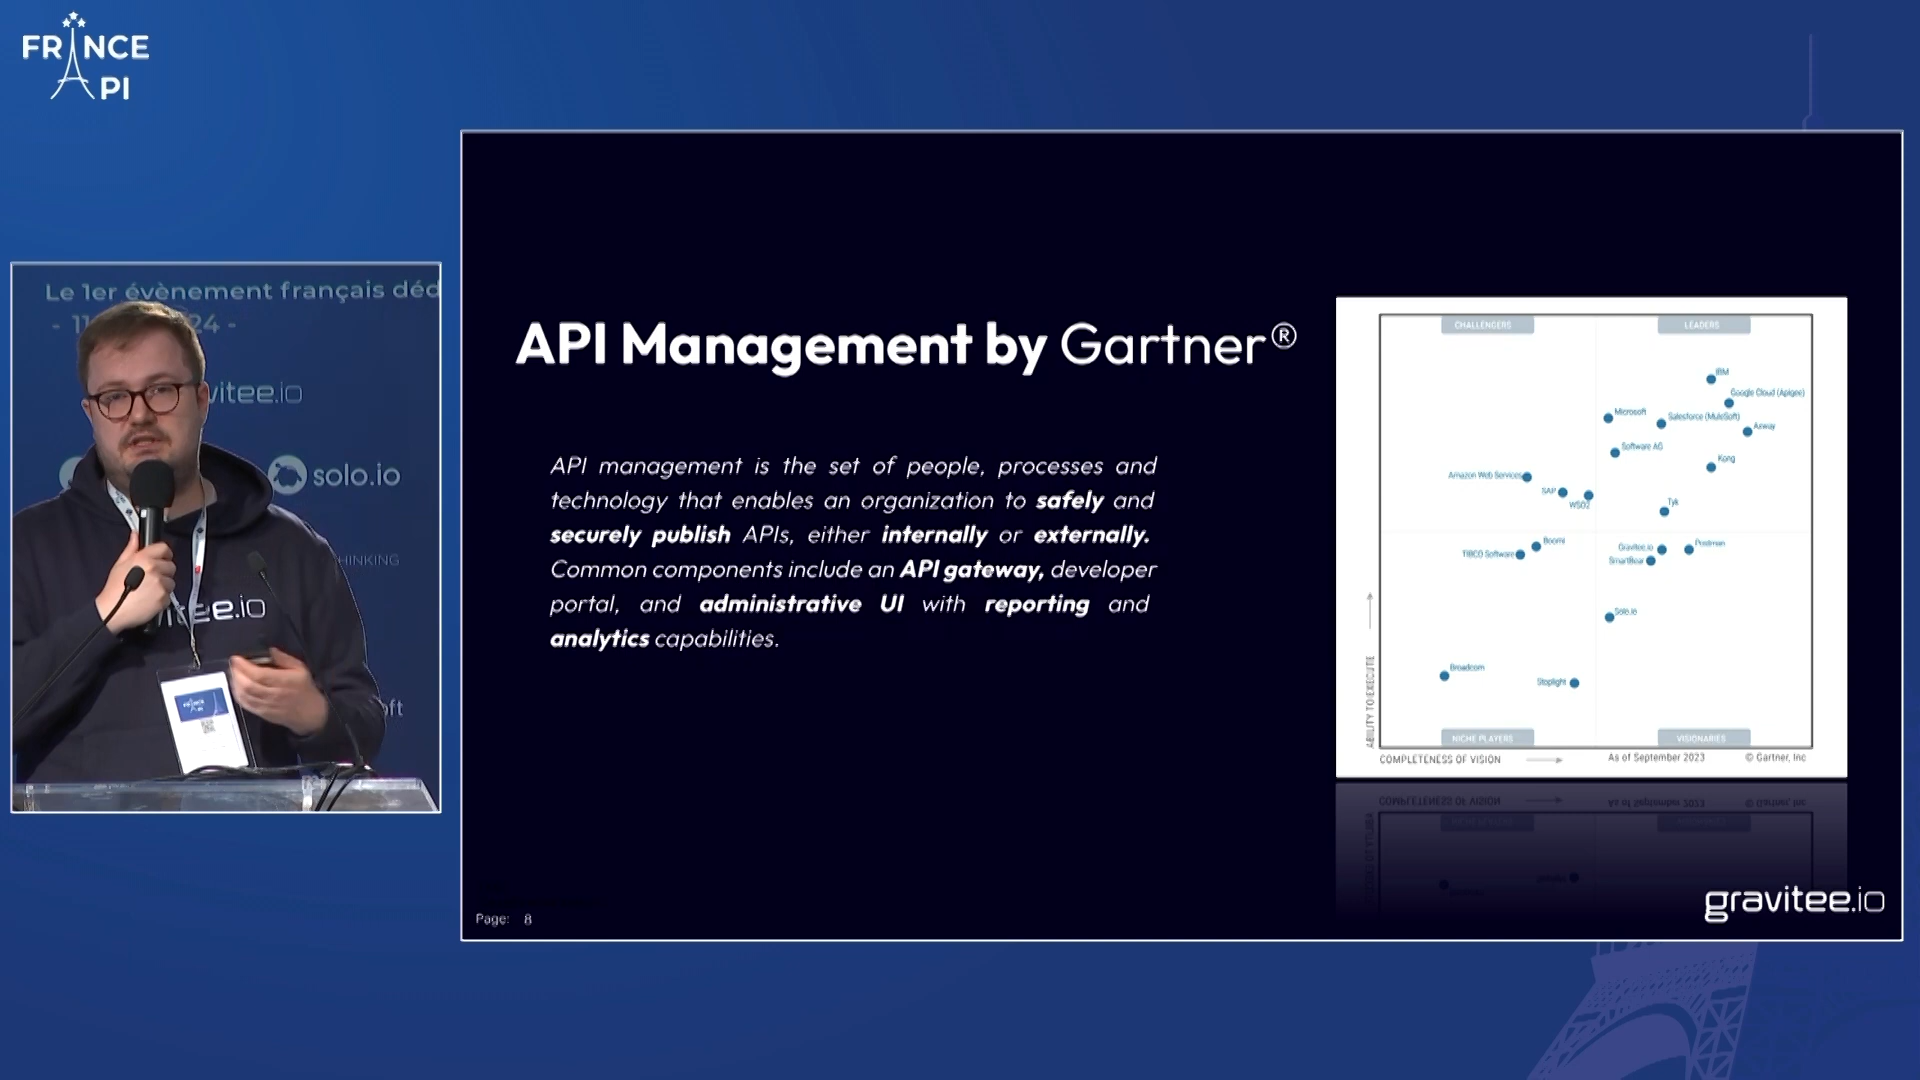 FRANCE
API
Le 1er évènement français déd
- 11
24 -
vitee.io
solo.io
HINKING
ee.io
oft
API Management by Gartner®
API management is the set of people, processes and
technology that enables an organization to safely and
securely publish APIs, either internally or externally.
Common components include an API gateway, developer
portal, and administrative UI with reporting and
analytics capabilities.
CHALLENGERS
LEADERS
IBM
Google Cloud (Apigee)
Microsoft
Salesforce (MuleSoft)
Axway
Software AG
Kong
Amazon Web Services
SAP
WSO2
Tyk
Boomi
TIBCO Software
Gravitee.io
Postman
SmartBear
Solo.io
Broadcom
Stoplight
NICHE PLAYERS
VISIONARIES
ABILITY TO EXECUTE
COMPLETENESS OF VISION
As of September 2023
© Gartner, Inc
Page: 8
gravitee.io